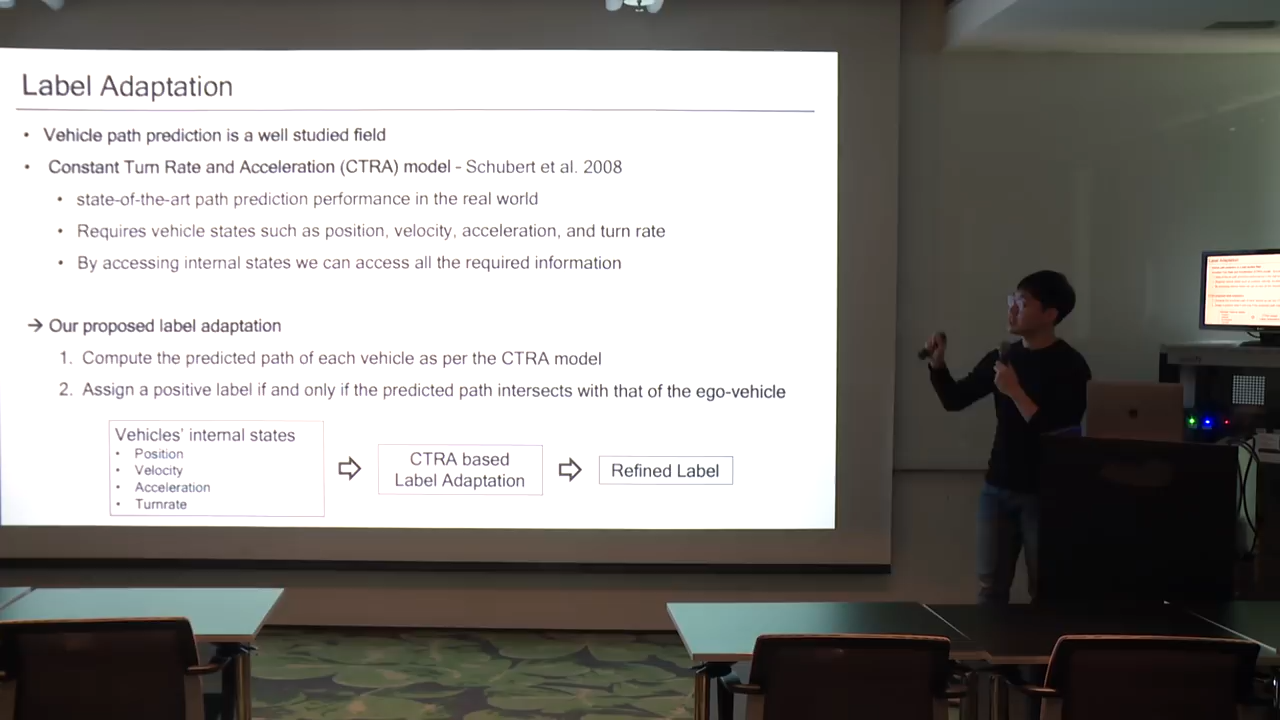 Label Adaptation
• Vehicle path prediction is a well studied field
• Constant Turn Rate and Acceleration (CTRA) model - Schubert et al. 2008
• state-of-the-art path prediction performance in the real world
• Requires vehicle states such as position, velocity, acceleration, and turn rate
• By accessing internal states we can access all the required information
→ Our proposed label adaptation
1. Compute the predicted path of each vehicle as per the CTRA model
2. Assign a positive label if and only if the predicted path intersects with that of the ego-vehicle
Vehicles' internal states
• Position
• Velocity
• Acceleration
• Turnrate
CTRA based
Label Adaptation
Refined Label